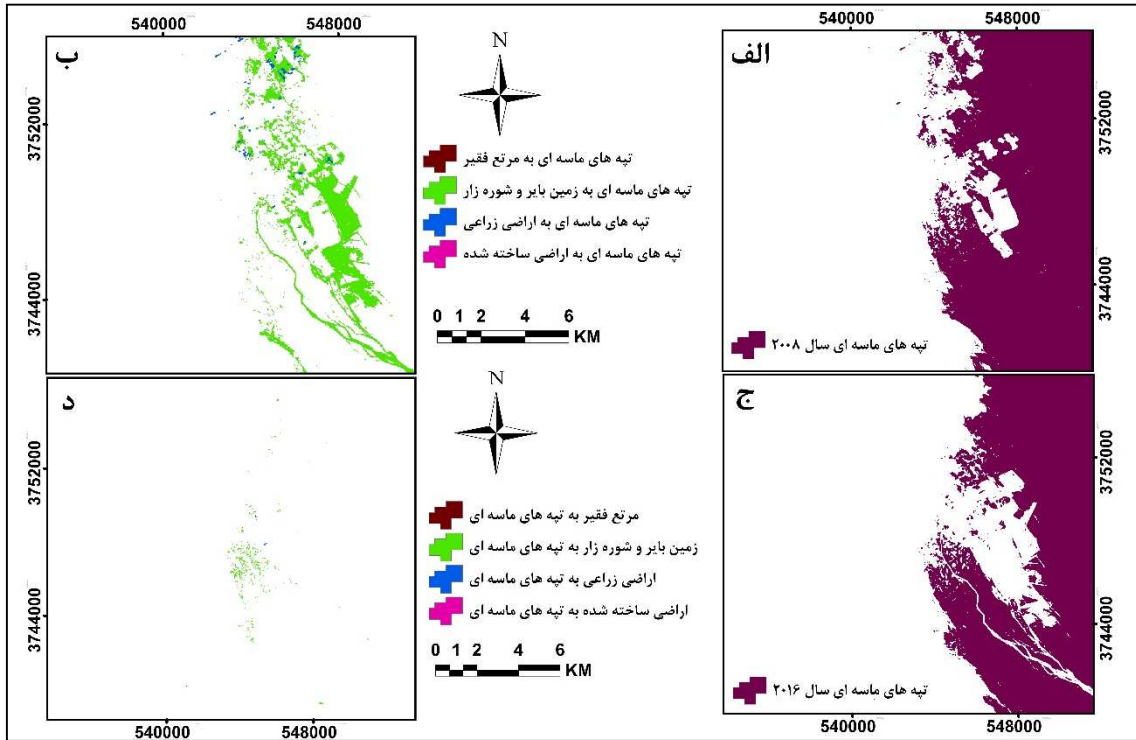 540000 548000
540000 548000
الف
3752000
3744000
تپه های ماسه ای سال ۲۰۰۸
ب
3752000
3744000
N
تپه های ماسه ای به مرتع فقیر
تپه های ماسه ای به زمین بایر و شوره زار
تپه های ماسه ای به اراضی زراعی
تپه های ماسه ای به اراضی ساخته شده
0 1 2 4 6
KM
ج
3752000
3744000
تپه های ماسه ای سال ۲۰۱۶
540000 548000
د
3752000
3744000
540000 548000
N
مرتع فقیر به تپه های ماسه ای
زمین بایر و شوره زار به تپه های ماسه ای
اراضی زراعی به تپه های ماسه ای
اراضی ساخته شده به تپه های ماسه ای
0 1 2 4 6
KM